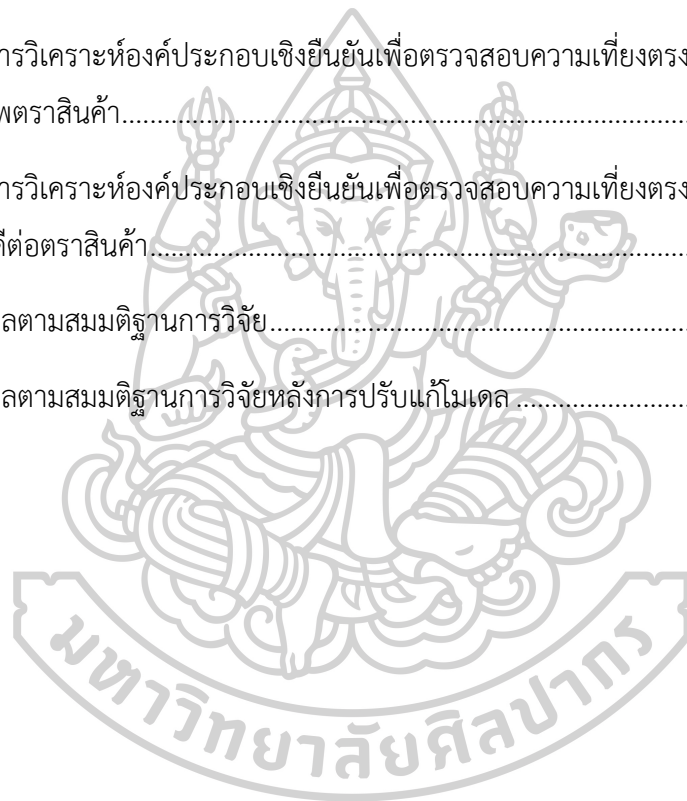 ารวิเคราะห์องค์ประกอบเชิงยืนยันเพื่อตรวจสอบความเที่ยงตรง
พตราสินค้า....................................................................................
ารวิเคราะห์องค์ประกอบเชิงยืนยันเพื่อตรวจสอบความเที่ยงตรง
ติต่อตราสินค้า................................................................................
ลตามสมมติฐานการวิจัย................................................................
ลตามสมมติฐานการวิจัยหลังการปรับแก้โมเดล ...........................
มหาวิทยาลัยศิลปากร